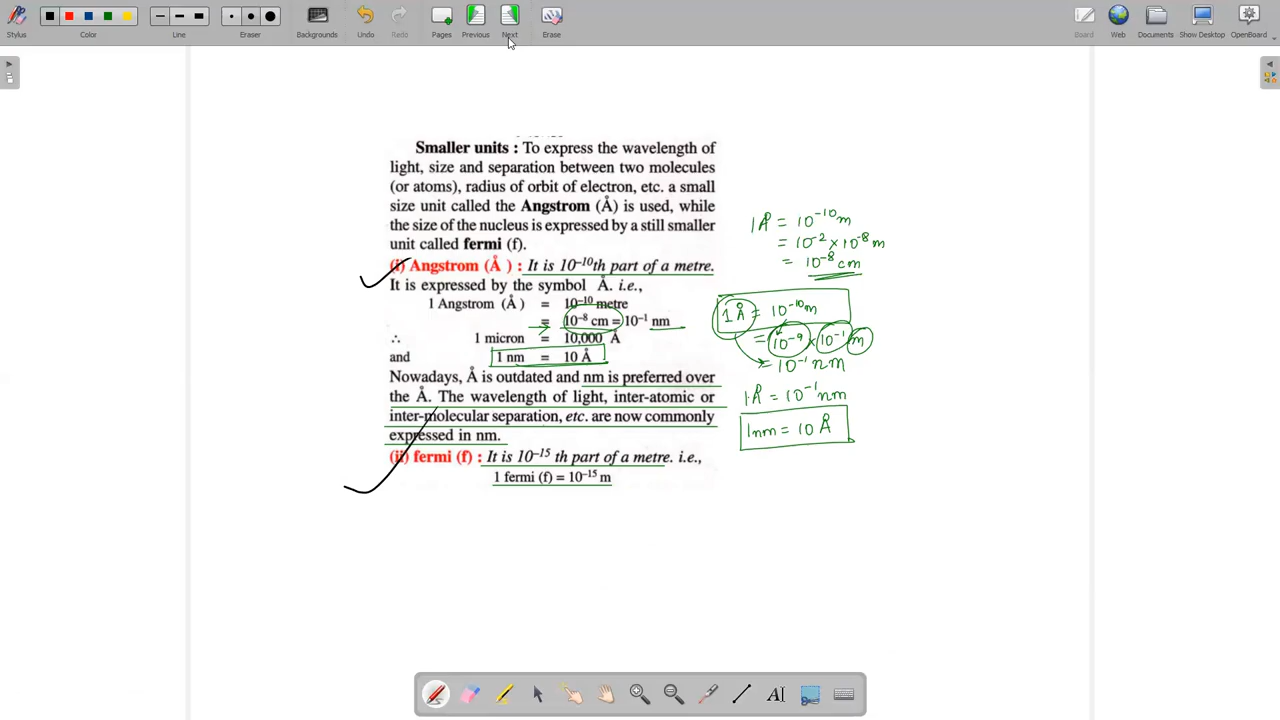 Stylus
Color
Line
Eraser
Backgrounds
Undo
Redo
Pages
Previous
Next
Erase
Board
Web
Documents
Show Desktop
OpenBoard
Smaller units : To express the wavelength of
light, size and separation between two molecules
(or atoms), radius of orbit of electron, etc. a small
size unit called the Angstrom (Å) is used, while
the size of the nucleus is expressed by a still smaller
unit called fermi (f).
(i) Angstrom (Å ) : It is 10⁻¹⁰th part of a metre.
It is expressed by the symbol Å. i.e.,
1 Angstrom (Å ) = 10⁻¹⁰ metre
= 10⁻⁸ cm = 10⁻¹ nm
∴ 1 micron = 10,000 Å
and 1 nm = 10 Å
Nowadays, Å is outdated and nm is preferred over
the Å. The wavelength of light, inter-atomic or
inter-molecular separation, etc. are now commonly
expressed in nm.
(ii) fermi (f) : It is 10⁻¹⁵ th part of a metre. i.e.,
1 fermi (f) = 10⁻¹⁵ m
1Å = 10⁻¹⁰ m
= 10⁻² × 10⁻⁸ m
= 10⁻⁸ cm
1 Å = 10⁻¹⁰ m
= 10⁻⁹ × 10⁻¹ m
= 10⁻¹ nm
1Å = 10⁻¹ nm
1nm = 10 Å
AI